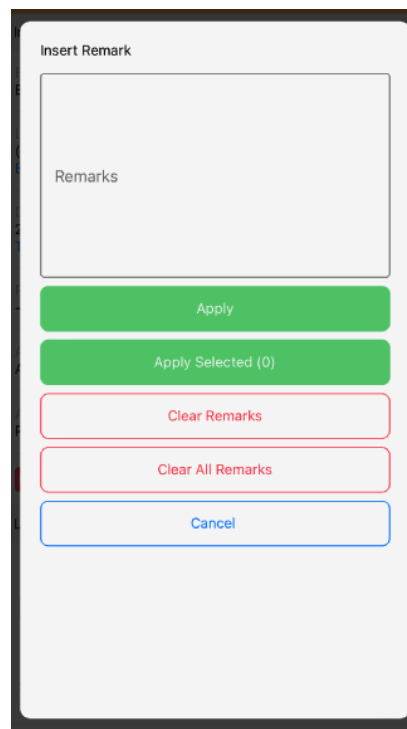 Insert Remark
Remarks
Apply
Apply Selected (0)
Clear Remarks
Clear All Remarks
Cancel